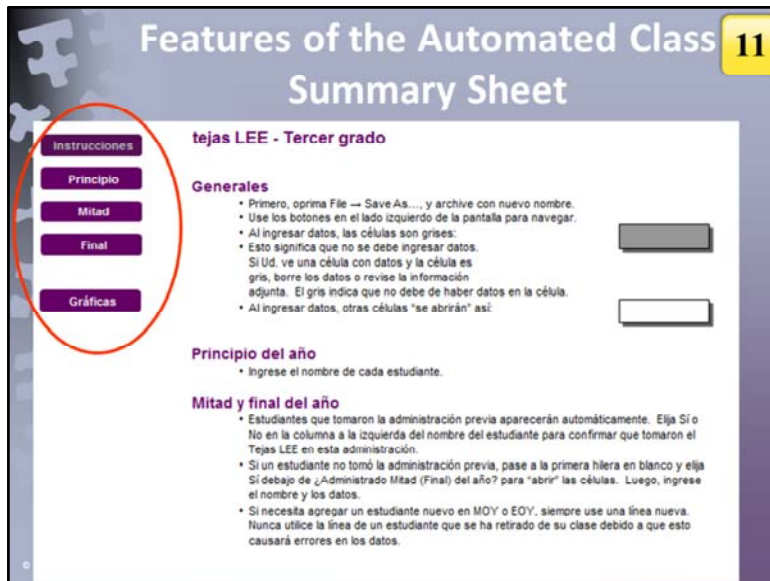 Features of the Automated Class
Summary Sheet
11
Instrucciones
Principio
Mitad
Final
Gráficas
tejas LEE - Tercer grado
Generales
• Primero, oprima File → Save As..., y archive con nuevo nombre.
• Use los botones en el lado izquierdo de la pantalla para navegar.
• Al ingresar datos, las células son grises:
• Esto significa que no se debe ingresar datos.
Si Ud. ve una célula con datos y la célula es
gris, borre los datos o revise la información
adjunta. El gris indica que no debe de haber datos en la célula.
• Al ingresar datos, otras células "se abrirán" así:
Principio del año
• Ingrese el nombre de cada estudiante.
Mitad y final del año
• Estudiantes que tomaron la administración previa aparecerán automáticamente. Elija Sí o
No en la columna a la izquierda del nombre del estudiante para confirmar que tomaron el
Tejas LEE en esta administración.
• Si un estudiante no tomó la administración previa, pase a la primera hilera en blanco y elija
Sí debajo de ¿Administrado Mitad (Final) del año? para "abrir" las células. Luego, ingrese
el nombre y los datos.
• Si necesita agregar un estudiante nuevo en MOY o EOY, siempre use una línea nueva.
Nunca utilice la línea de un estudiante que se ha retirado de su clase debido a que esto
causará errores en los datos.
©